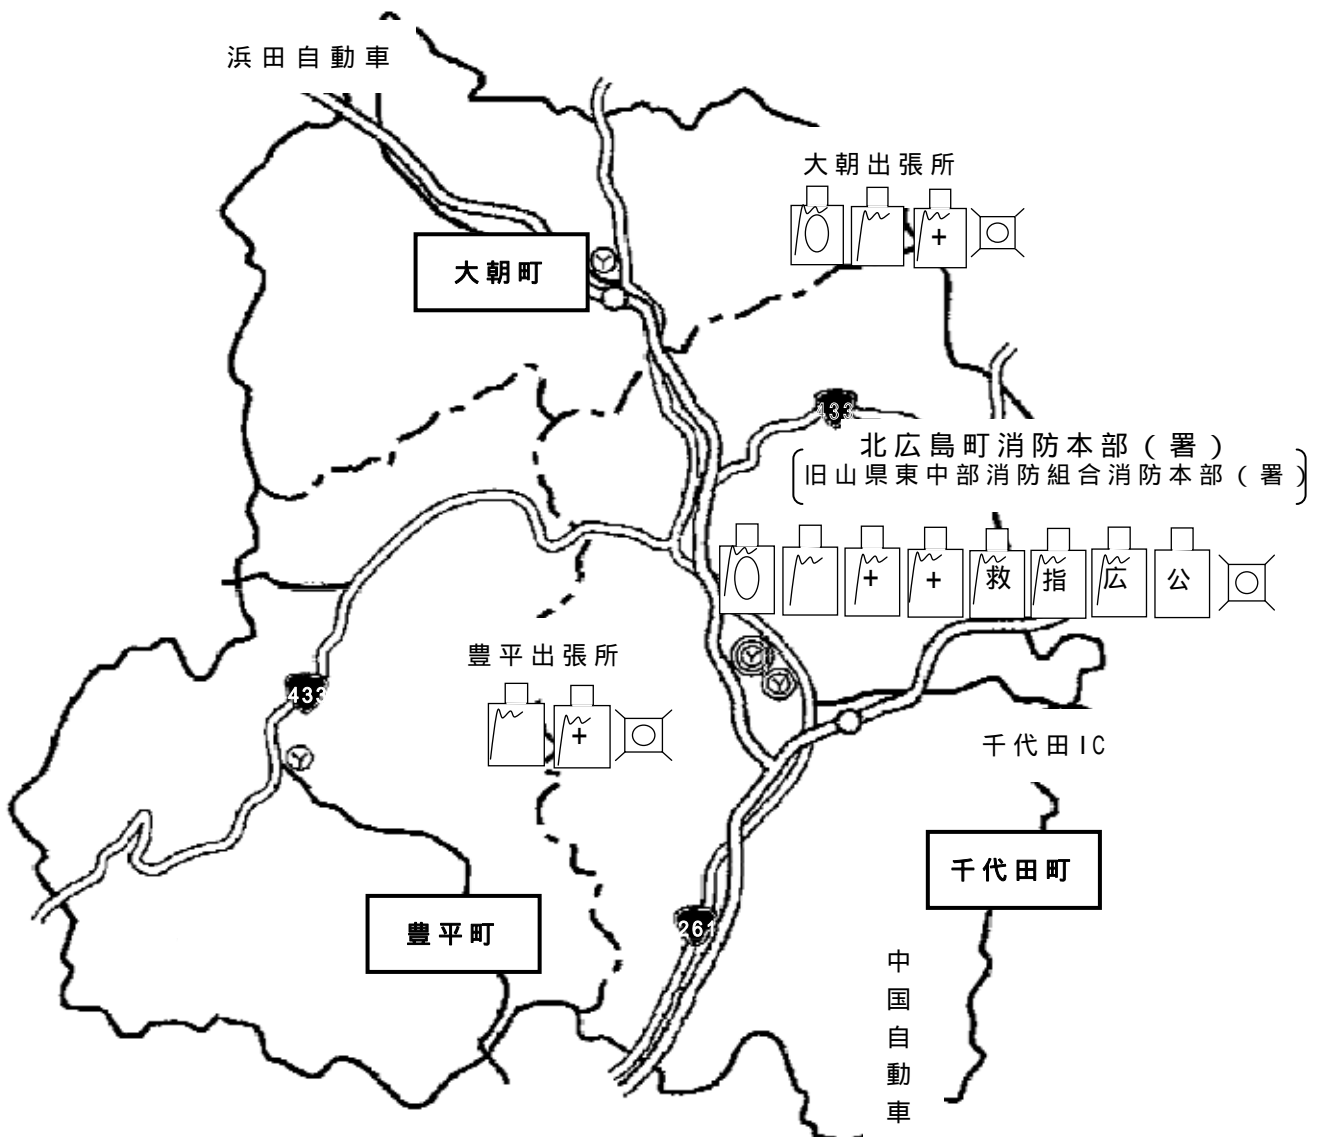 浜田自動車
大朝出張所
+
大朝町
433
北広島町消防本部(署)
旧山県東中部消防組合消防本部(署)
+
+
救
指
広
公
豊平出張所
433
+
千代田IC
千代田町
豊平町
261
中国自動車